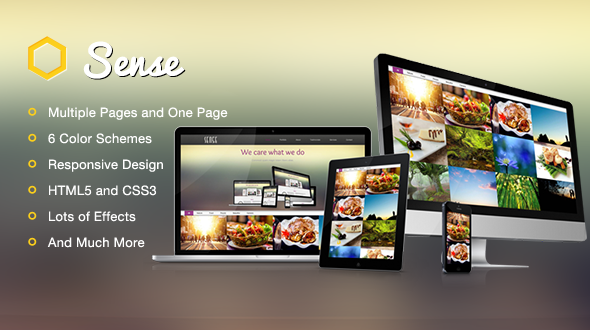 Sense
Multiple Pages and One Page
6 Color Schemes
Responsive Design
HTML5 and CSS3
Lots of Effects
And Much More
SENSE
We care what we do